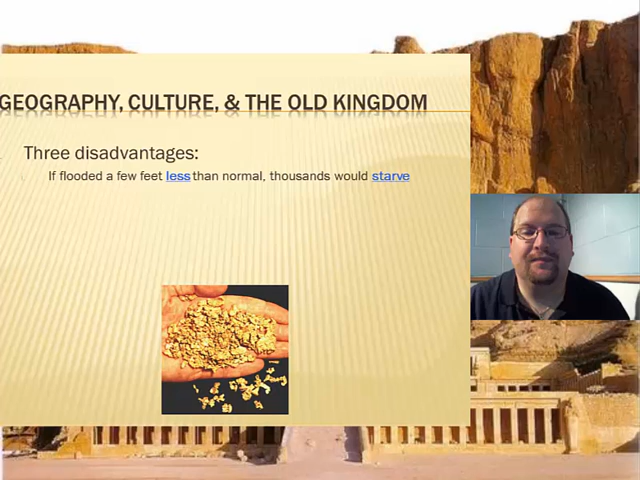 GEOGRAPHY, CULTURE, & THE OLD KINGDOM
Three disadvantages:
If flooded a few feet less than normal, thousands would starve